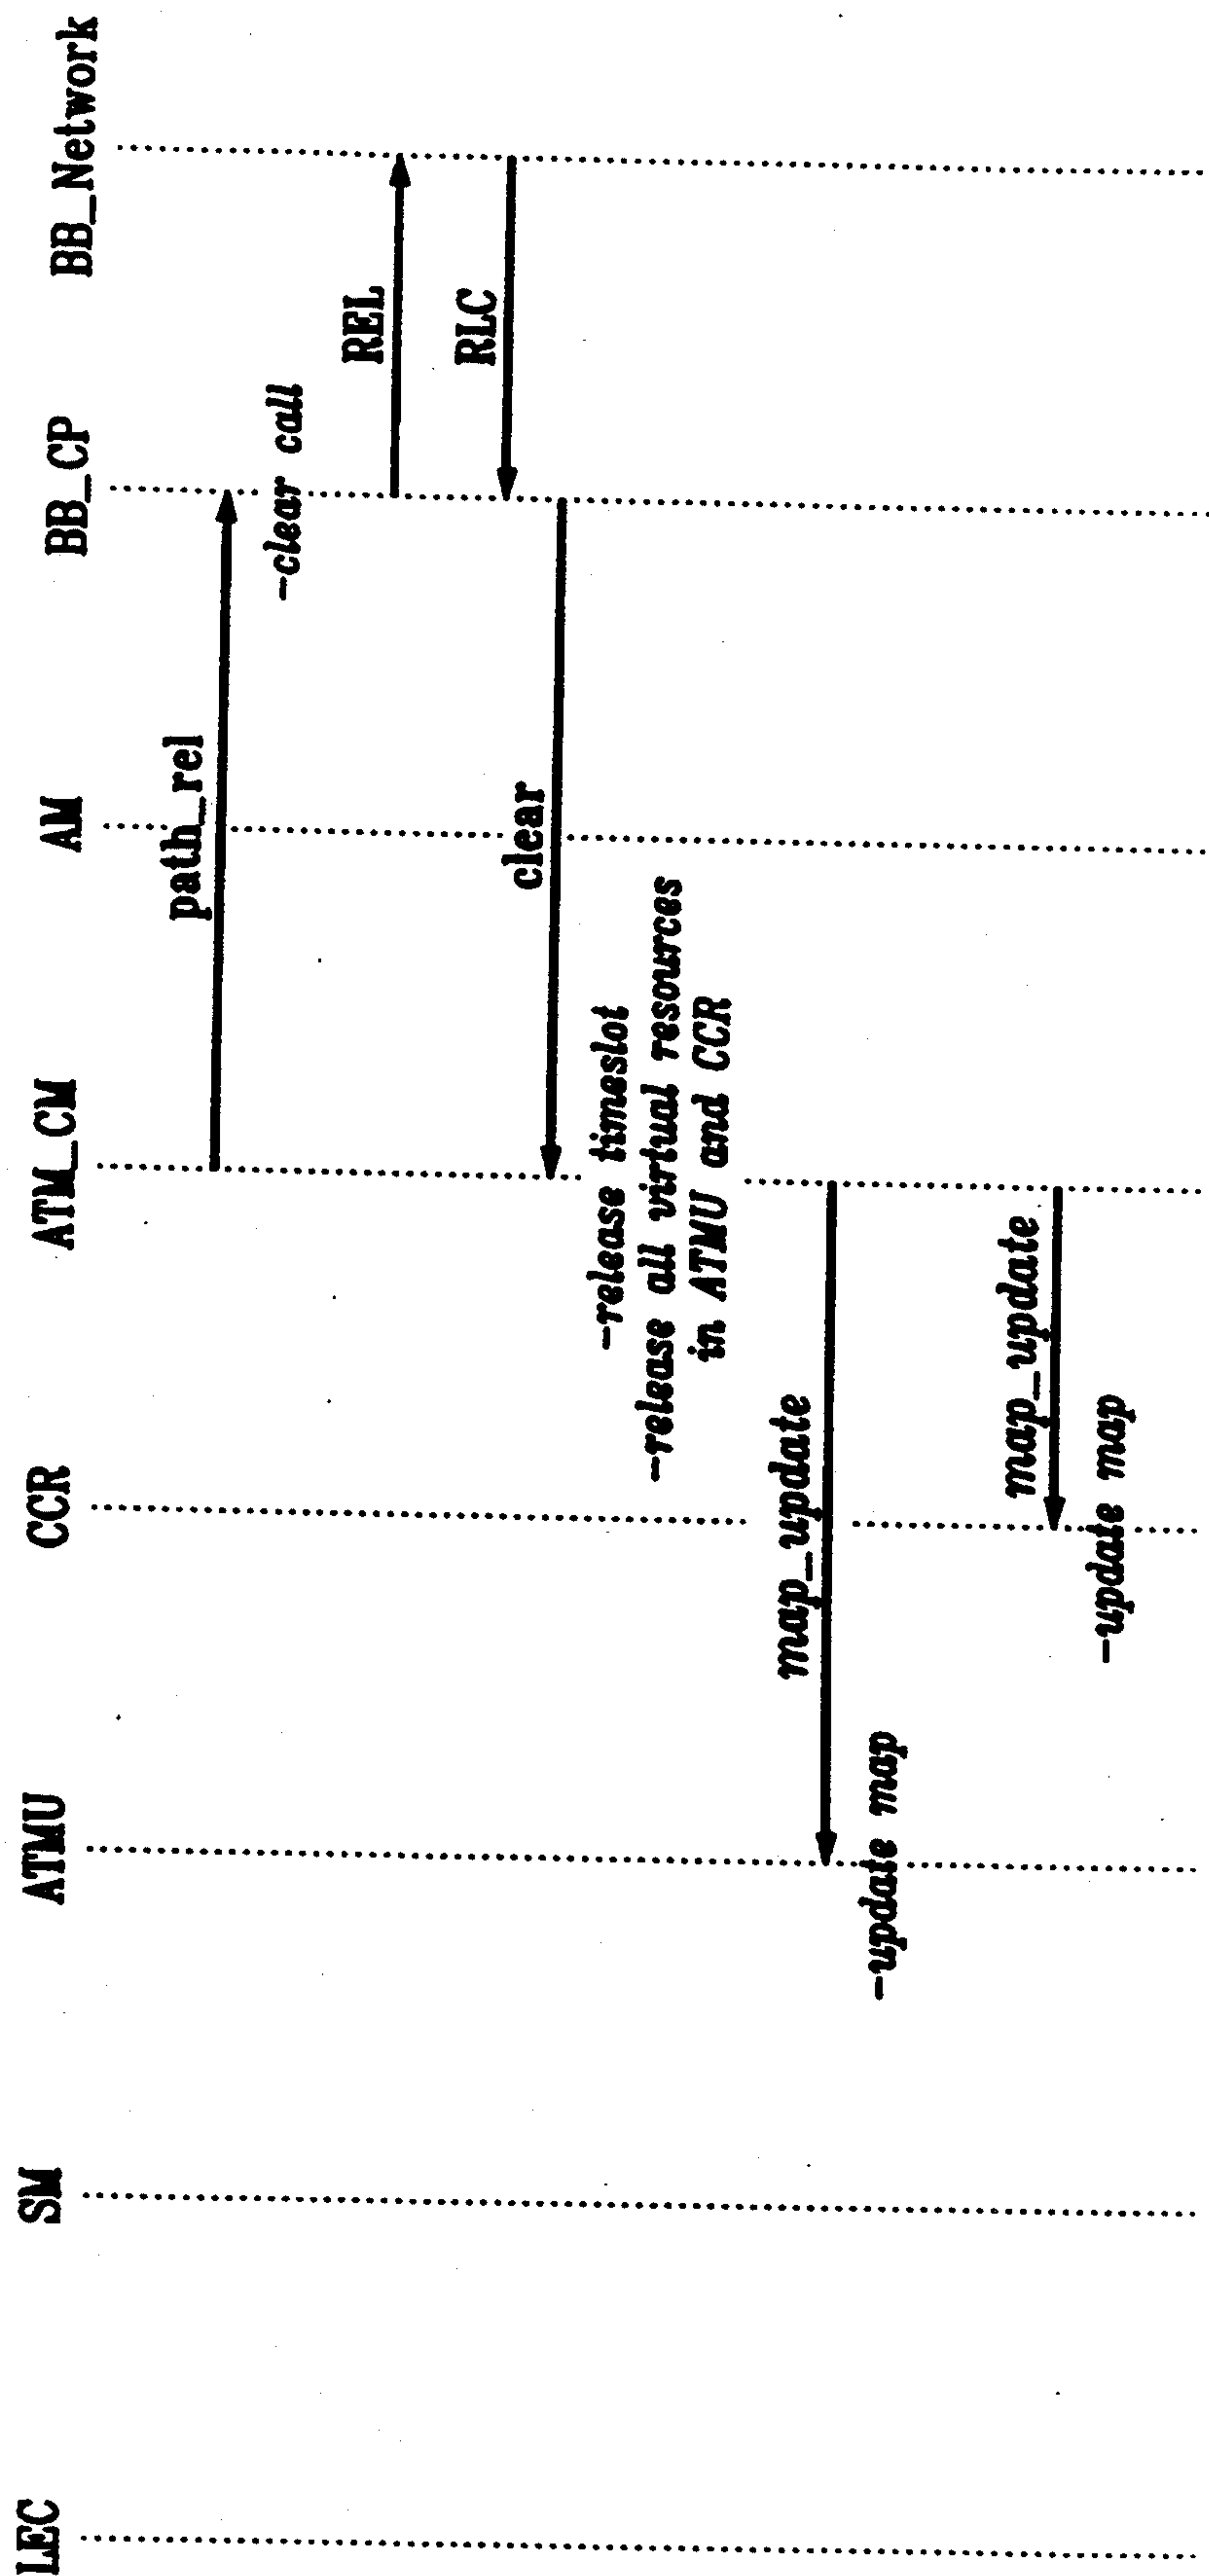 LEC
SM
ATMU
CCR
ATM_CM
AM
BB_CP
BB_Network
path_rel
-clear call
REL
RLC
clear
-release timeslot
-release all virtual resources
in ATMU and CCR
map_update
-update map
map_update
-update map